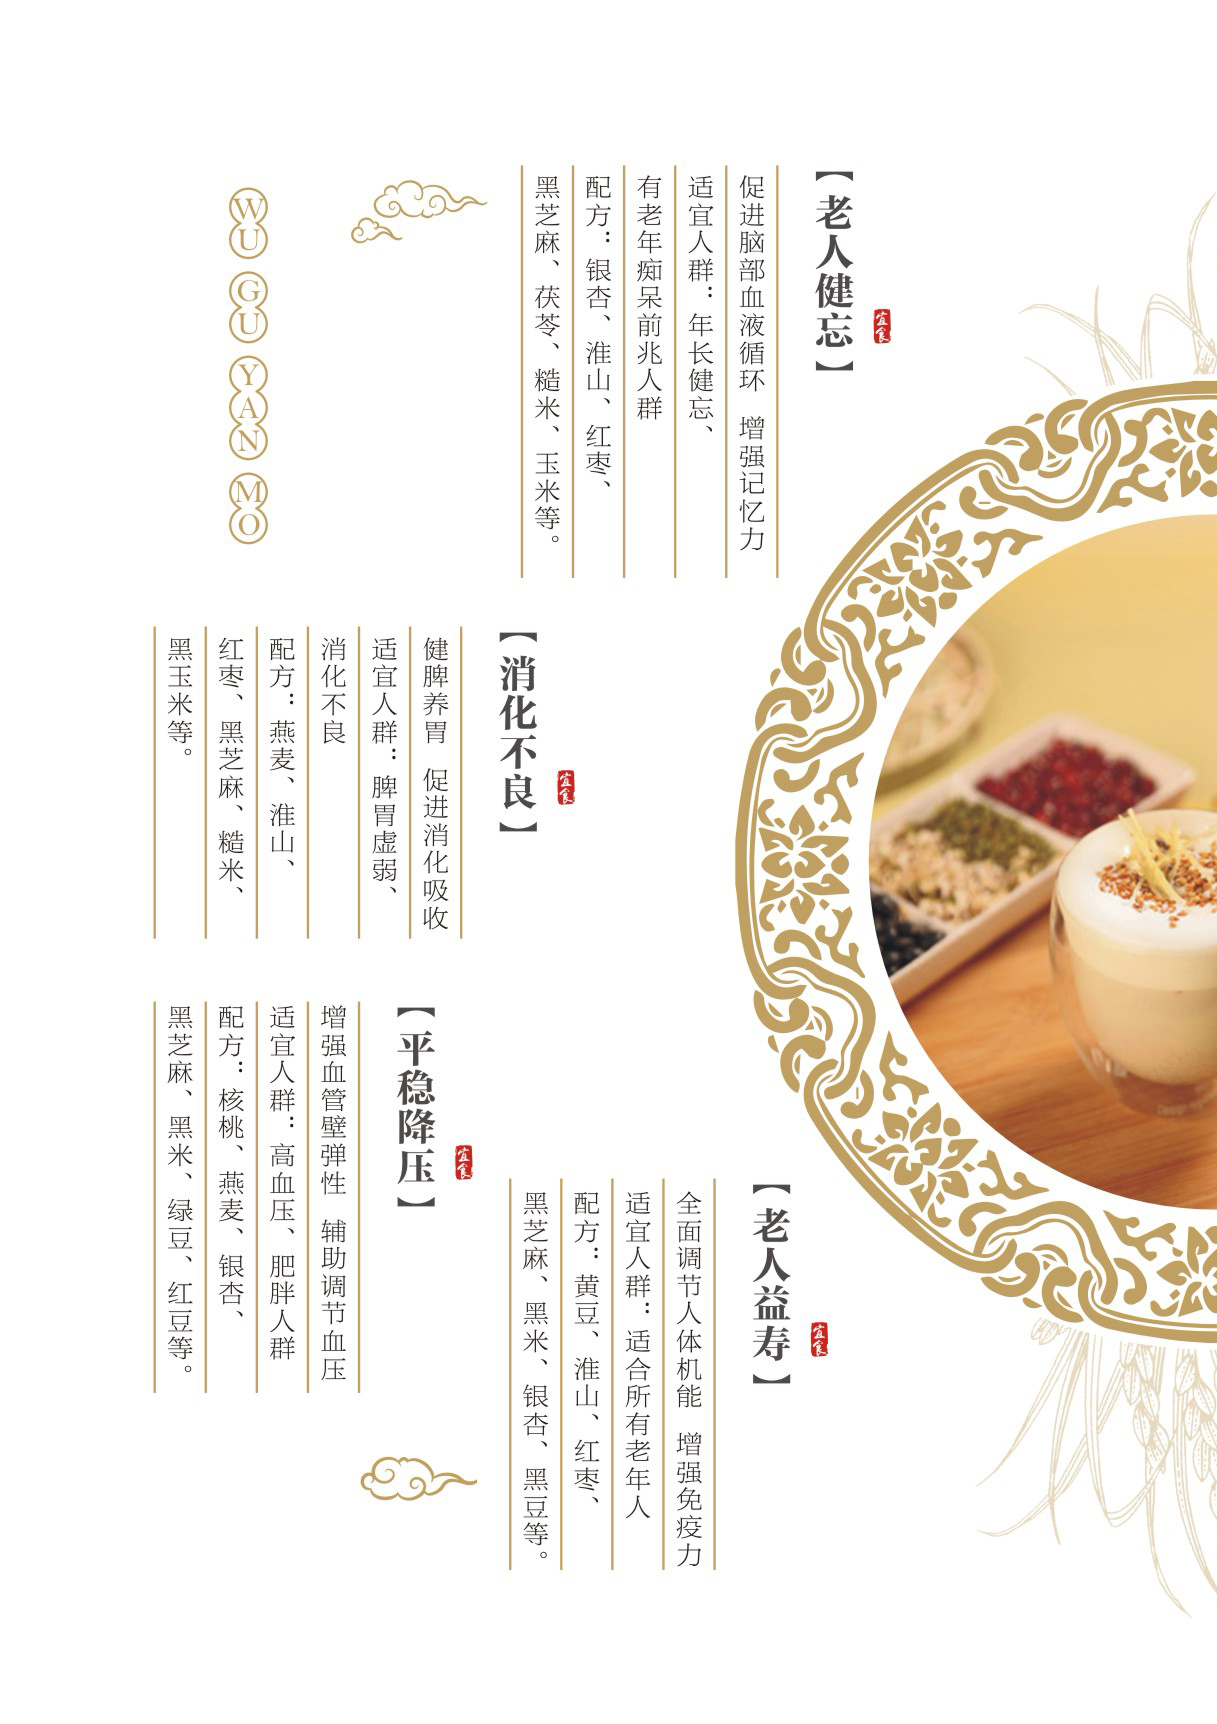 【老人健忘】
宜食
促进脑部血液循环 增强记忆力
适宜人群：年长健忘、
有老年痴呆前兆人群
配方：银杏、淮山、红枣、
黑芝麻、茯苓、糙米、玉米等。
【消化不良】
宜食
健脾养胃 促进消化吸收
适宜人群：脾胃虚弱、
消化不良
配方：燕麦、淮山、
红枣、黑芝麻、糙米、
黑玉米等。
【老人益寿】
宜食
全面调节人体机能 增强免疫力
适宜人群：适合所有老年人
配方：黄豆、淮山、红枣、
黑芝麻、黑米、银杏、黑豆等。
【平稳降压】
宜食
增强血管壁弹性 辅助调节血压
适宜人群：高血压、肥胖人群
配方：核桃、燕麦、银杏、
黑芝麻、黑米、绿豆、红豆等。
WU GU YAN MO